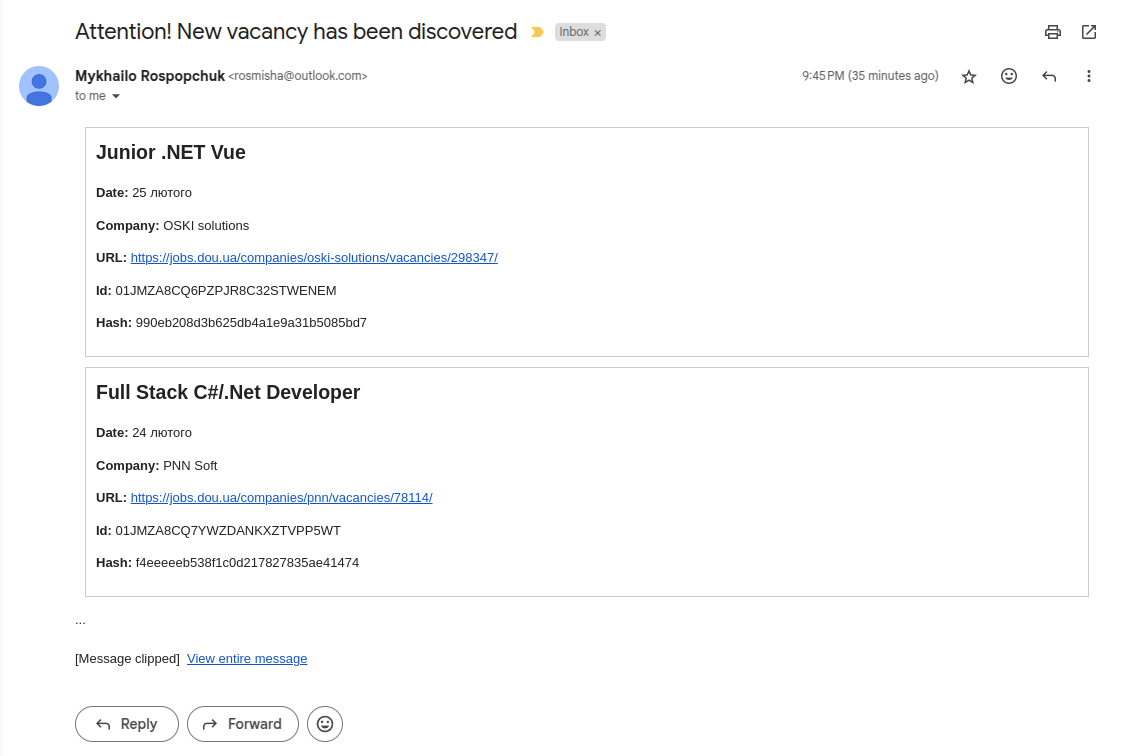 Attention! New vacancy has been discovered Inbox ×
Mykhailo Rospopchuk <rosmisha@outlook.com> 9:45 PM (35 minutes ago)
to me
Junior .NET Vue
Date: 25 лютого
Company: OSKI solutions
URL: https://jobs.dou.ua/companies/oski-solutions/vacancies/298347/
Id: 01JMZA8CQ6PZPJR8C32STWENEM
Hash: 990eb208d3b625db4a1e9a31b5085bd7
Full Stack C#/.Net Developer
Date: 24 лютого
Company: PNN Soft
URL: https://jobs.dou.ua/companies/pnn/vacancies/78114/
Id: 01JMZA8CQ7YWZDANKXZTVPP5WT
Hash: f4eeeeeb538f1c0d217827835ae41474
...
[Message clipped] View entire message
Reply Forward